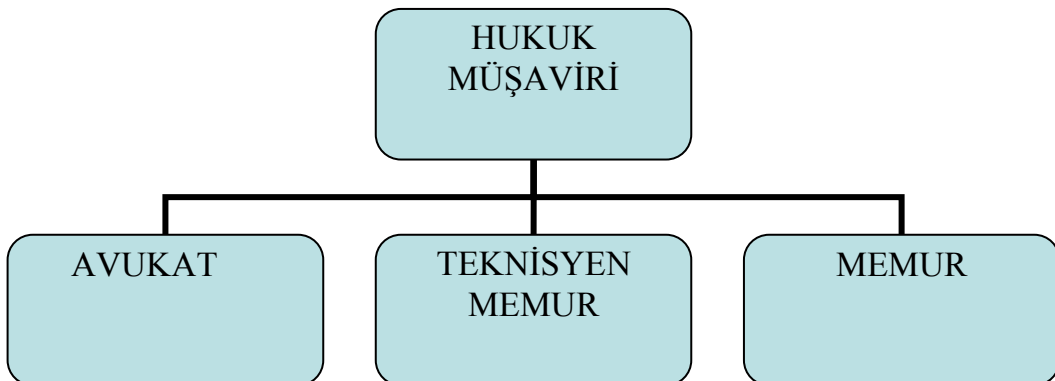 HUKUK
MÜŞAVİRİ
AVUKAT
TEKNİSYEN
MEMUR
MEMUR